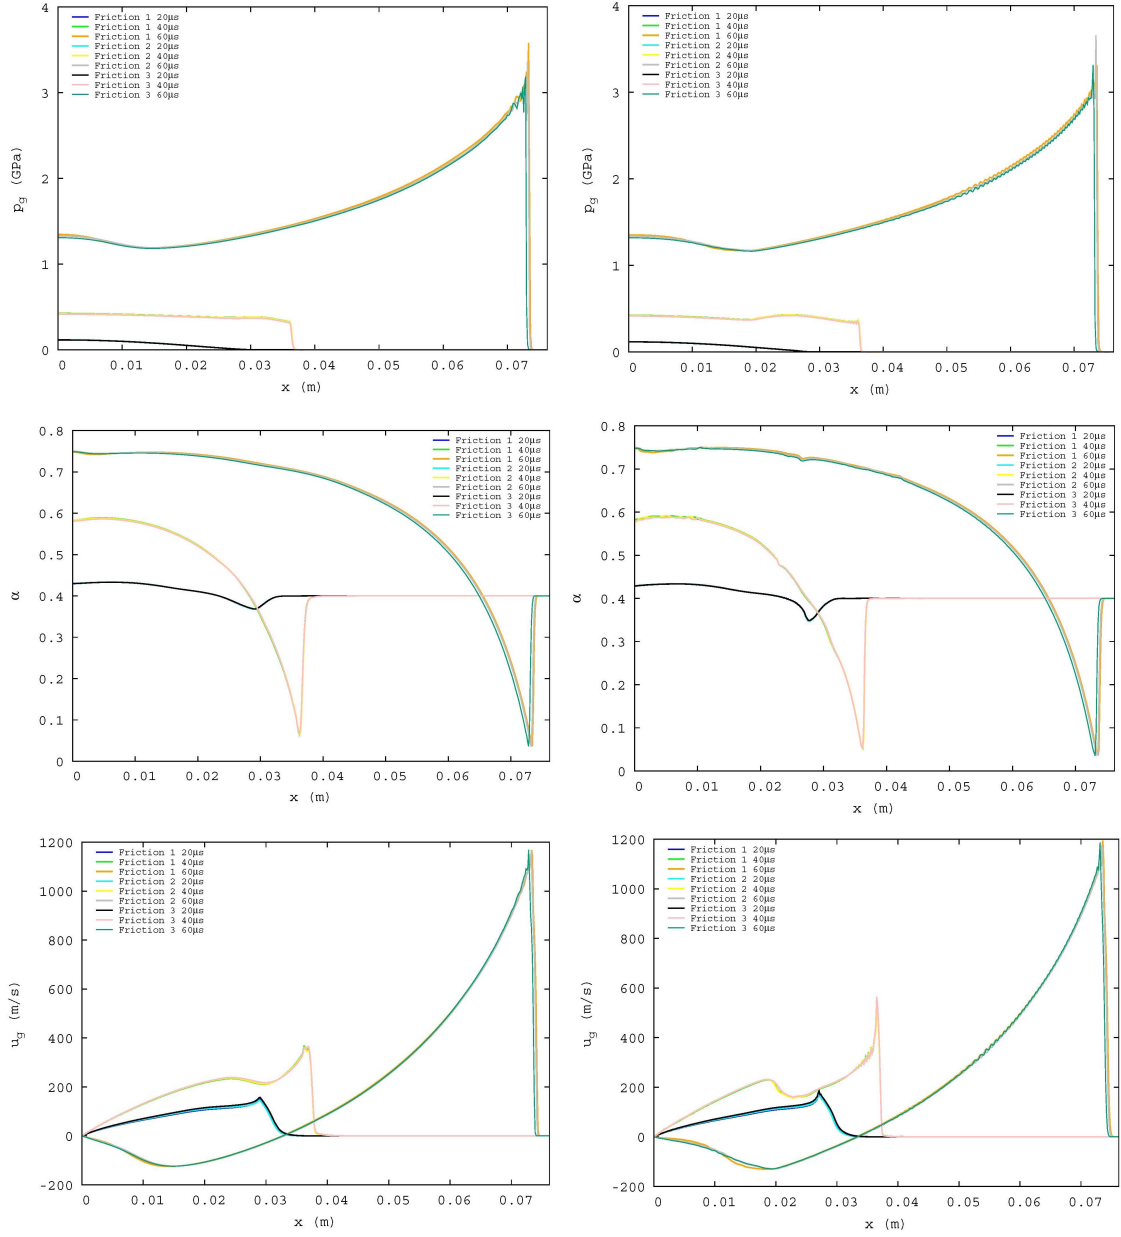 4
3
2
1
0
p_g (GPa)
Friction 1 20μs
Friction 1 40μs
Friction 1 60μs
Friction 2 20μs
Friction 2 40μs
Friction 2 60μs
Friction 3 20μs
Friction 3 40μs
Friction 3 60μs
0 0.01 0.02 0.03 0.04 0.05 0.06 0.07
x (m)
4
3
2
1
0
p_g (GPa)
Friction 1 20μs
Friction 1 40μs
Friction 1 60μs
Friction 2 20μs
Friction 2 40μs
Friction 2 60μs
Friction 3 20μs
Friction 3 40μs
Friction 3 60μs
0 0.01 0.02 0.03 0.04 0.05 0.06 0.07
x (m)
0.8
0.7
0.6
0.5
0.4
0.3
0.2
0.1
0
α
Friction 1 20μs
Friction 1 40μs
Friction 1 60μs
Friction 2 20μs
Friction 2 40μs
Friction 2 60μs
Friction 3 20μs
Friction 3 40μs
Friction 3 60μs
0 0.01 0.02 0.03 0.04 0.05 0.06 0.07
x (m)
0.8
0.7
0.6
0.5
0.4
0.3
0.2
0.1
0
α
Friction 1 20μs
Friction 1 40μs
Friction 1 60μs
Friction 2 20μs
Friction 2 40μs
Friction 2 60μs
Friction 3 20μs
Friction 3 40μs
Friction 3 60μs
0 0.01 0.02 0.03 0.04 0.05 0.06 0.07
x (m)
1200
1000
800
600
400
200
0
-200
u_g (m/s)
Friction 1 20μs
Friction 1 40μs
Friction 1 60μs
Friction 2 20μs
Friction 2 40μs
Friction 2 60μs
Friction 3 20μs
Friction 3 40μs
Friction 3 60μs
0 0.01 0.02 0.03 0.04 0.05 0.06 0.07
x (m)
1200
1000
800
600
400
200
0
-200
u_g (m/s)
Friction 1 20μs
Friction 1 40μs
Friction 1 60μs
Friction 2 20μs
Friction 2 40μs
Friction 2 60μs
Friction 3 20μs
Friction 3 40μs
Friction 3 60μs
0 0.01 0.02 0.03 0.04 0.05 0.06 0.07
x (m)